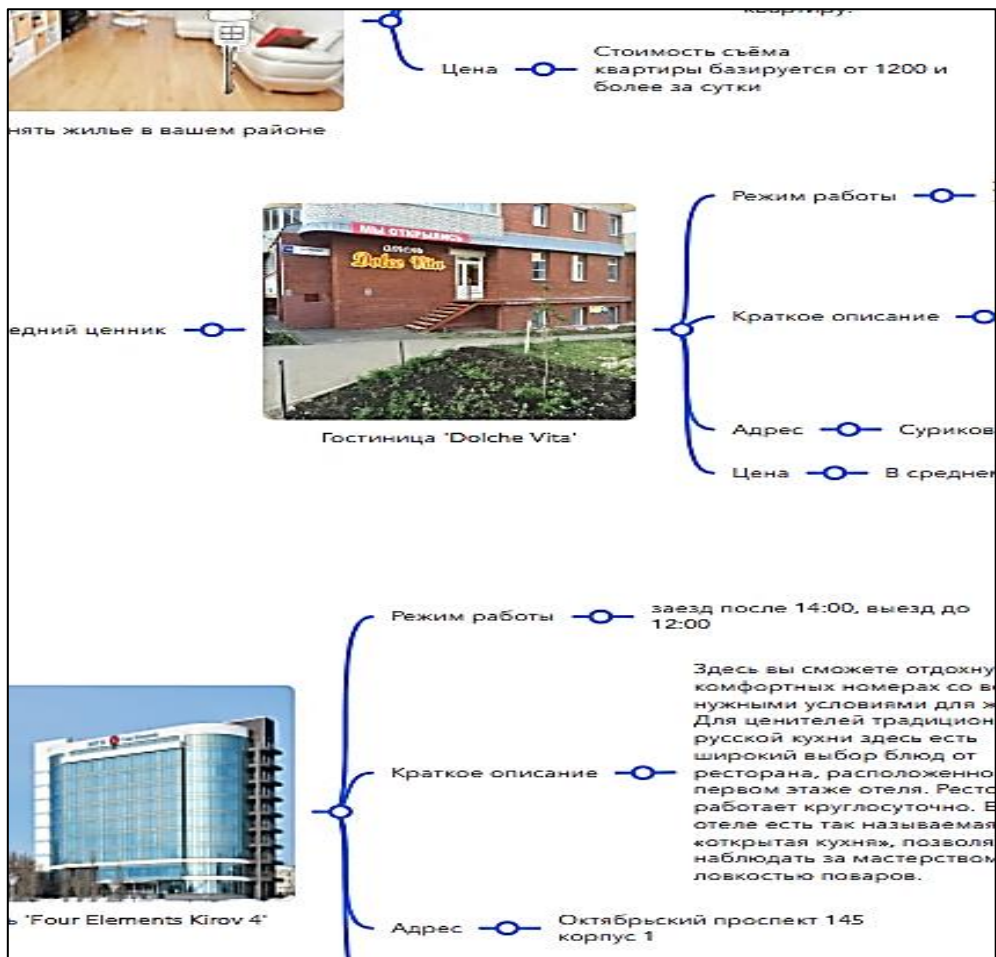 квартиру.
Цена
Стоимость съёма
квартиры базируется от 1200 и
более за сутки
нять жилье в вашем районе
Режим работы
МЫ ОТКРЫЛИСЬ
отель
Dolce Vita
едний ценник
Краткое описание
Гостиница 'Dolche Vita'
Адрес
Суриков
Цена
В среднем
Режим работы
заезд после 14:00, выезд до
12:00
Здесь вы сможете отдохну
комфортных номерах со в
нужными условиями для ж
Для ценителей традицион
русской кухни здесь есть
широкий выбор блюд от
ресторана, расположенно
первом этаже отеля. Ресто
работает круглосуточно. В
отеле есть так называемая
«открытая кухня», позволя
наблюдать за мастерством
ловкостью поваров.
Краткое описание
ь 'Four Elements Kirov 4'
Адрес
Октябрьский проспект 145
корпус 1